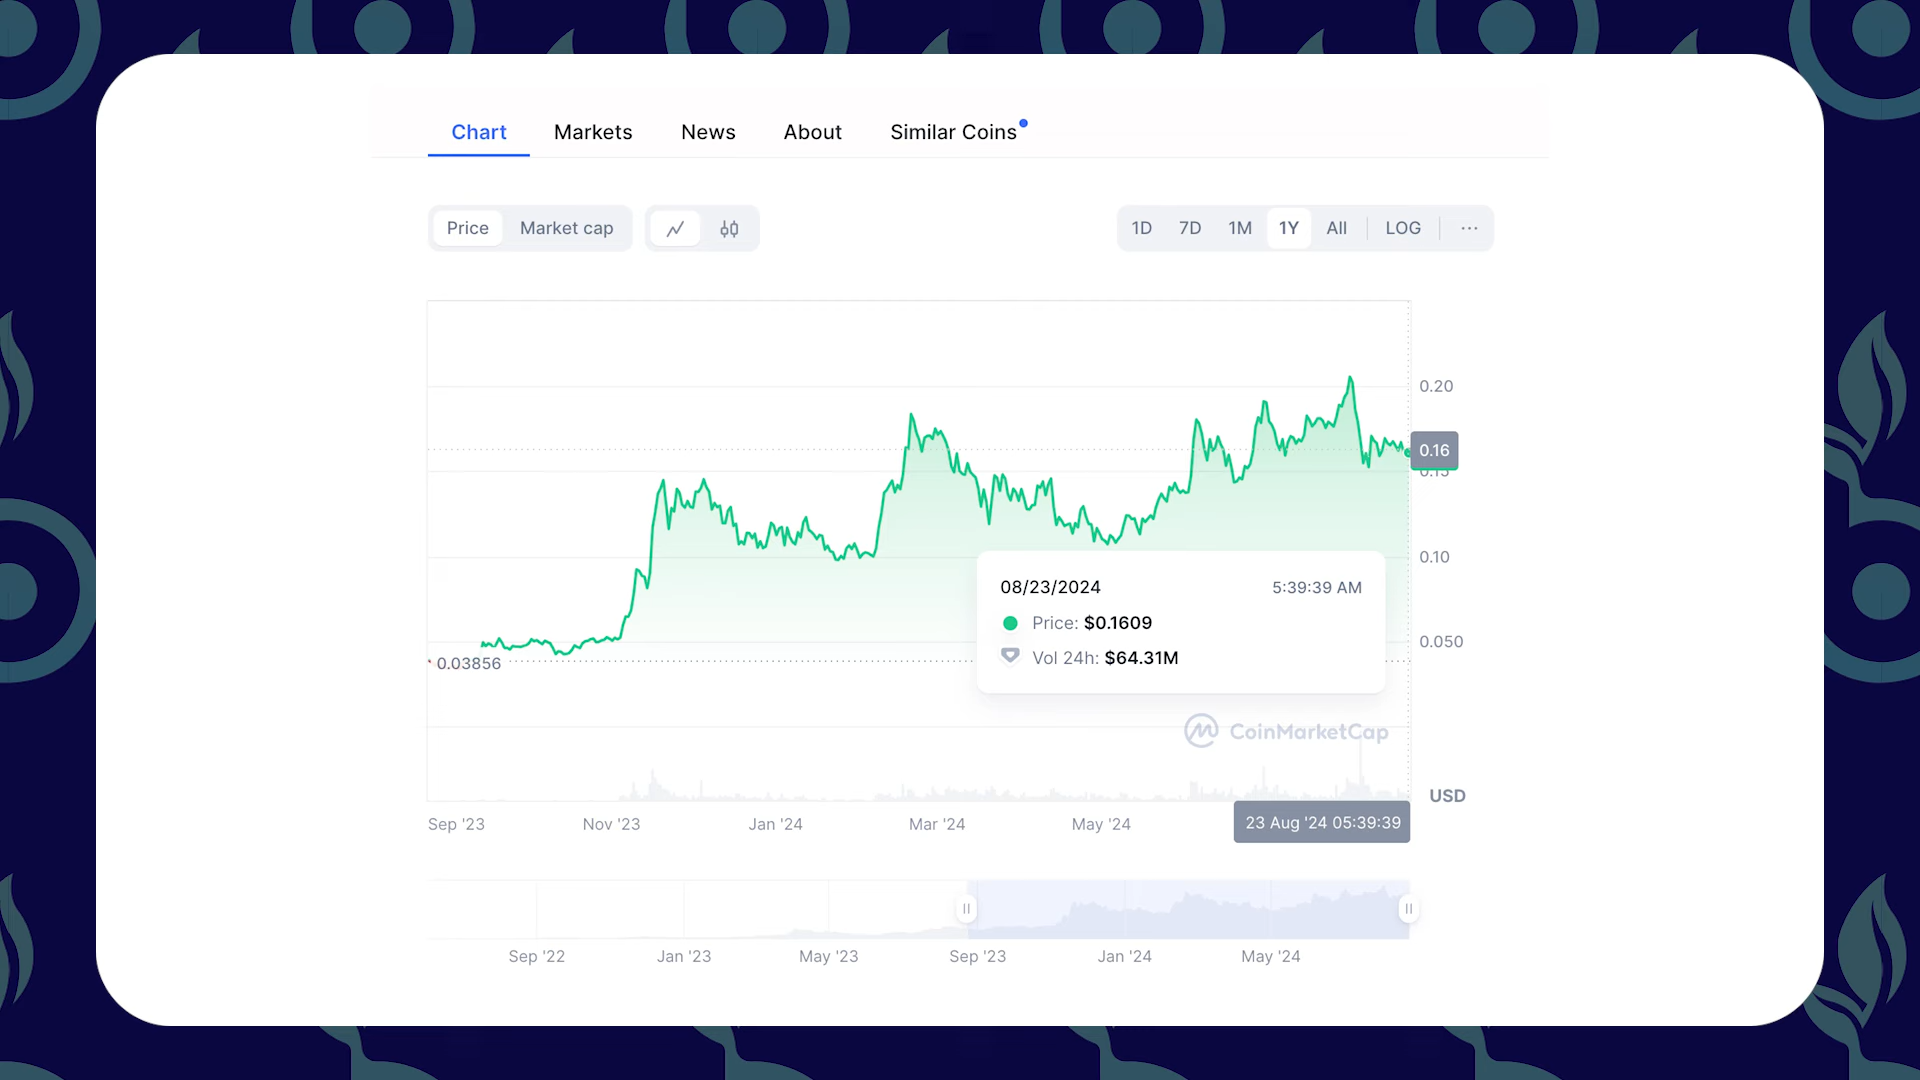 Chart Markets News About Similar Coins
Price Market cap
1D 7D 1M 1Y All LOG ...
0.20
0.16
0.15
0.10
08/23/2024 5:39:39 AM
Price: $0.1609
0.050
0.03856
Vol 24h: $64.31M
CoinMarketCap
USD
Sep '23 Nov '23 Jan '24 Mar '24 May '24 23 Aug '24 05:39:39
Sep '22 Jan '23 May '23 Sep '23 Jan '24 May '24